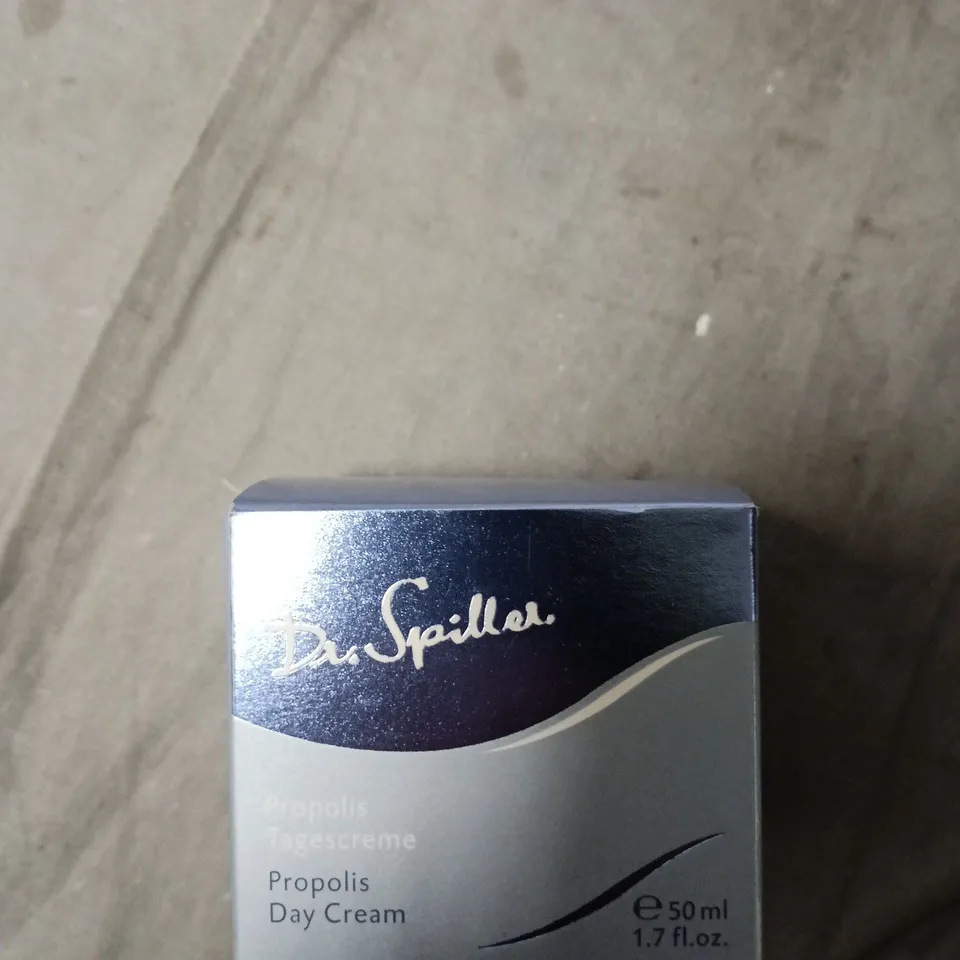 Dr. Spiller.
Propolis
Tagescreme
Propolis
Day Cream
℮ 50 ml
1.7 fl.oz.